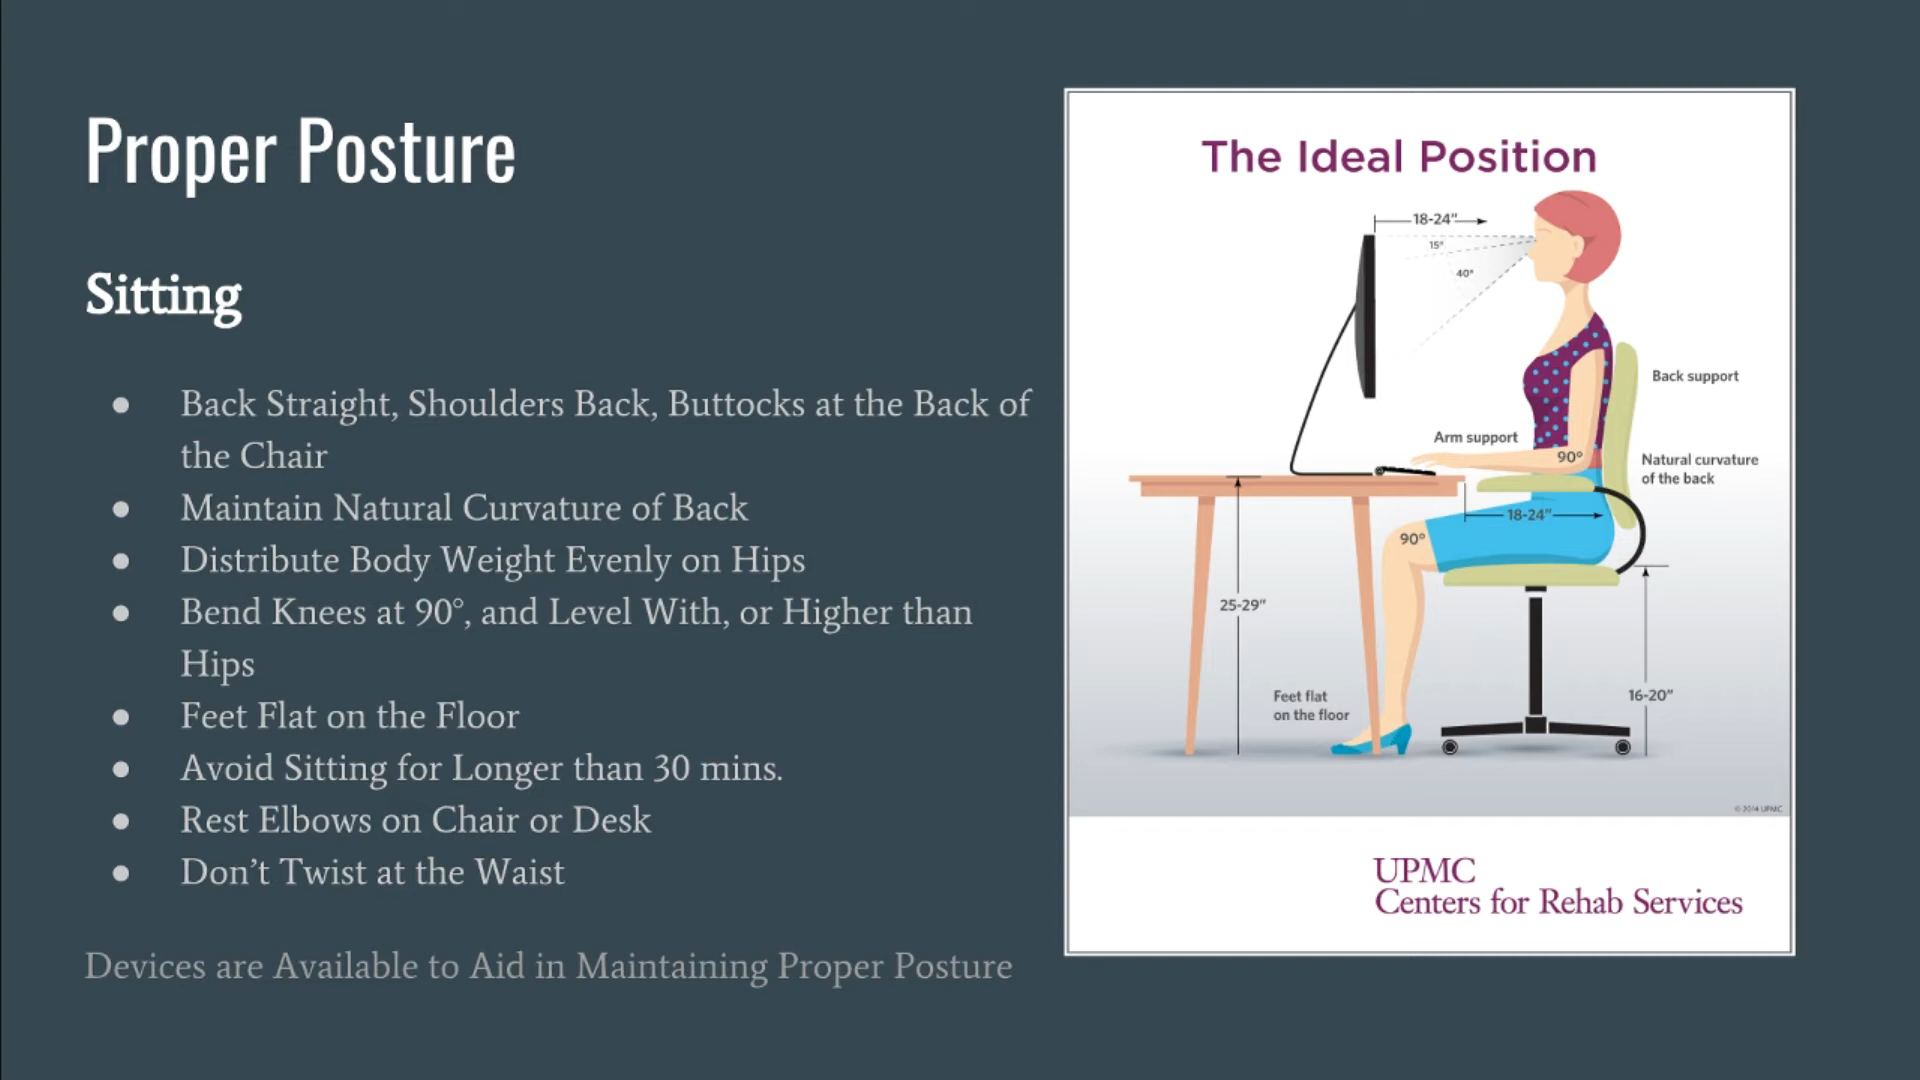 Proper Posture
Sitting
● Back Straight, Shoulders Back, Buttocks at the Back of
the Chair
● Maintain Natural Curvature of Back
● Distribute Body Weight Evenly on Hips
● Bend Knees at 90°, and Level With, or Higher than
Hips
● Feet Flat on the Floor
● Avoid Sitting for Longer than 30 mins.
● Rest Elbows on Chair or Desk
● Don’t Twist at the Waist
Devices are Available to Aid in Maintaining Proper Posture
The Ideal Position
18-24"
15°
40°
Back support
Arm support
90°
Natural curvature
of the back
18-24"
90°
25-29"
16-20"
Feet flat
on the floor
© 2014 UPMC
UPMC
Centers for Rehab Services